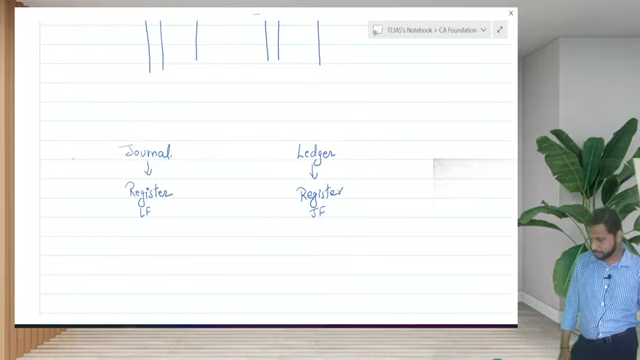 TEJAS's Notebook > CA Foundation
Journal Ledger
Register Register
LF JF